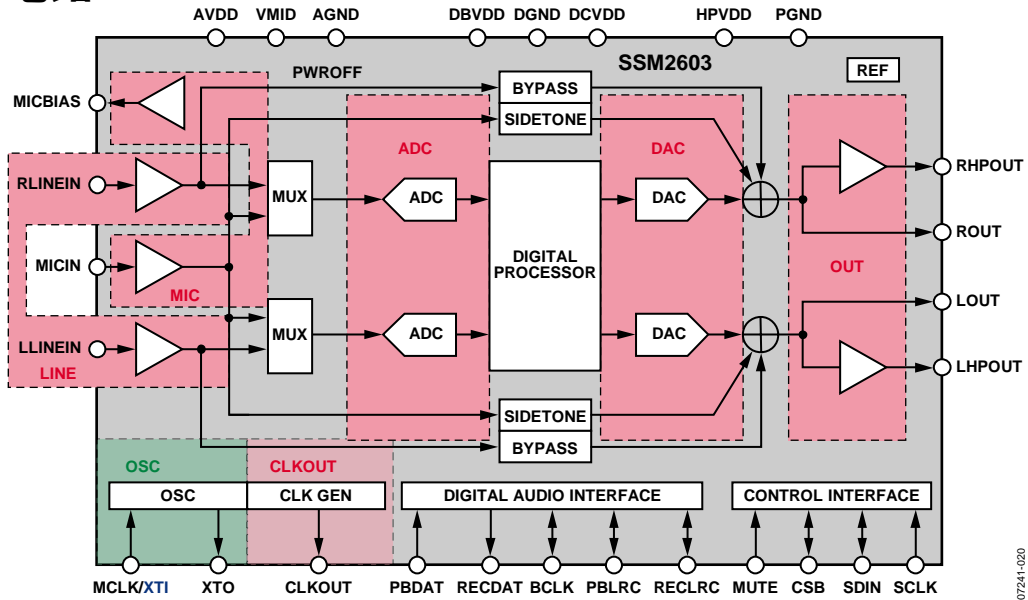 AVDD VMID AGND DBVDD DGND DCVDD HPVDD PGND
PWROFF
SSM2603
REF
MICBIAS
BYPASS
SIDETONE
ADC
DAC
RLINEIN
MUX
ADC
DAC
RHPOUT
ROUT
MICIN
MIC
DIGITAL
PROCESSOR
OUT
LOUT
LLINEIN
LINE
MUX
ADC
DAC
LHPOUT
SIDETONE
BYPASS
OSC
CLKOUT
OSC
CLK GEN
DIGITAL AUDIO INTERFACE
CONTROL INTERFACE
MCLK/XTI XTO CLKOUT PBDAT RECDAT BCLK PBLRC RECLRC MUTE CSB SDIN SCLK
07241-020